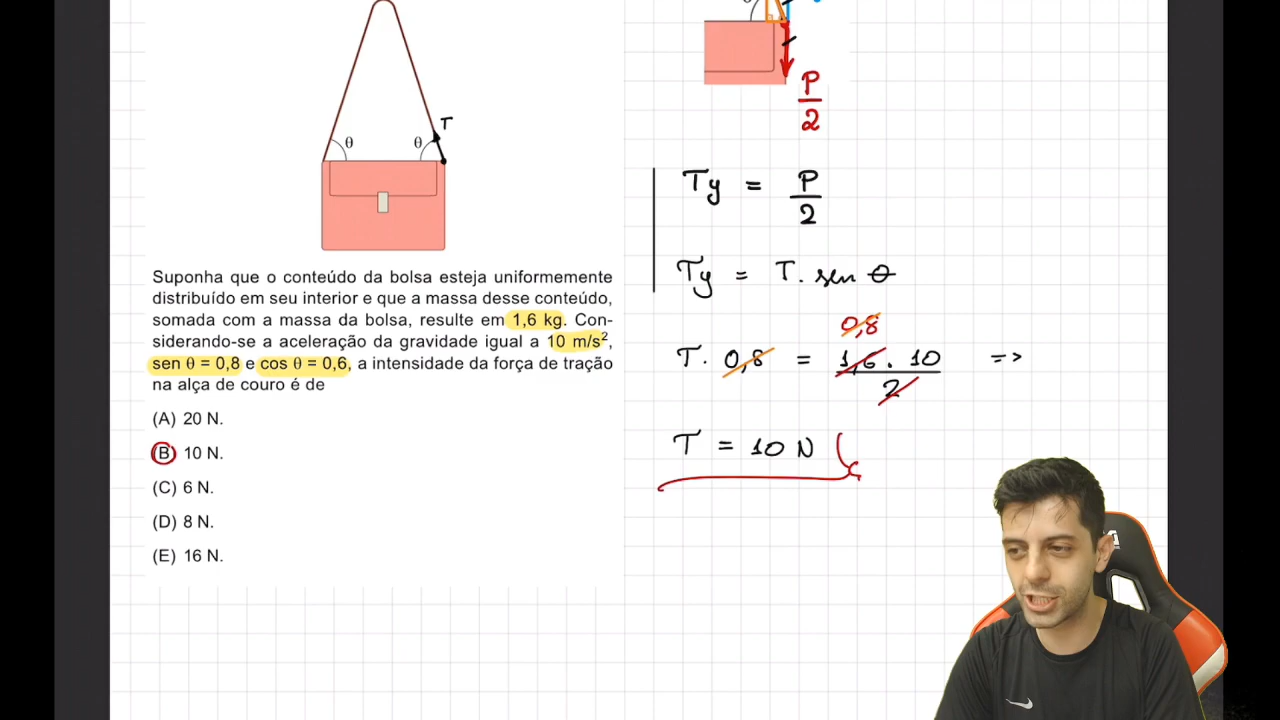 T
θ
θ
Suponha que o conteúdo da bolsa esteja uniformemente
distribuído em seu interior e que a massa desse conteúdo,
somada com a massa da bolsa, resulte em 1,6 kg. Con-
siderando-se a aceleração da gravidade igual a 10 m/s²,
sen θ = 0,8 e cos θ = 0,6, a intensidade da força de tração
na alça de couro é de
(A) 20 N.
(B) 10 N.
(C) 6 N.
(D) 8 N.
(E) 16 N.
P
2
Ty = P
2
Ty = T. sen θ
0,8
T. 0,8 = 1,6 . 10 =>
2
T = 10 N